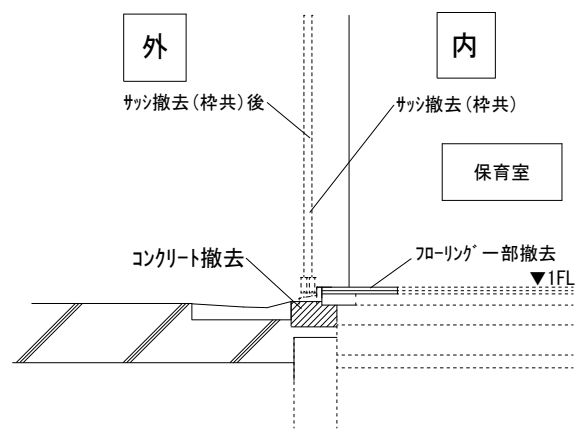 外
内
ｻｯｼ撤去(枠共)後
ｻｯｼ撤去(枠共)
保育室
ｺﾝｸﾘｰﾄ撤去
ﾌﾛｰﾘﾝｸﾞ一部撤去
▼1FL